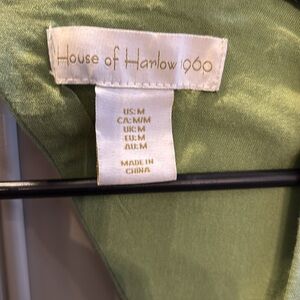 House of Harlow 1960
US: M
CA: M/M
UK: M
EU: M
AU: M
MADE IN
CHINA